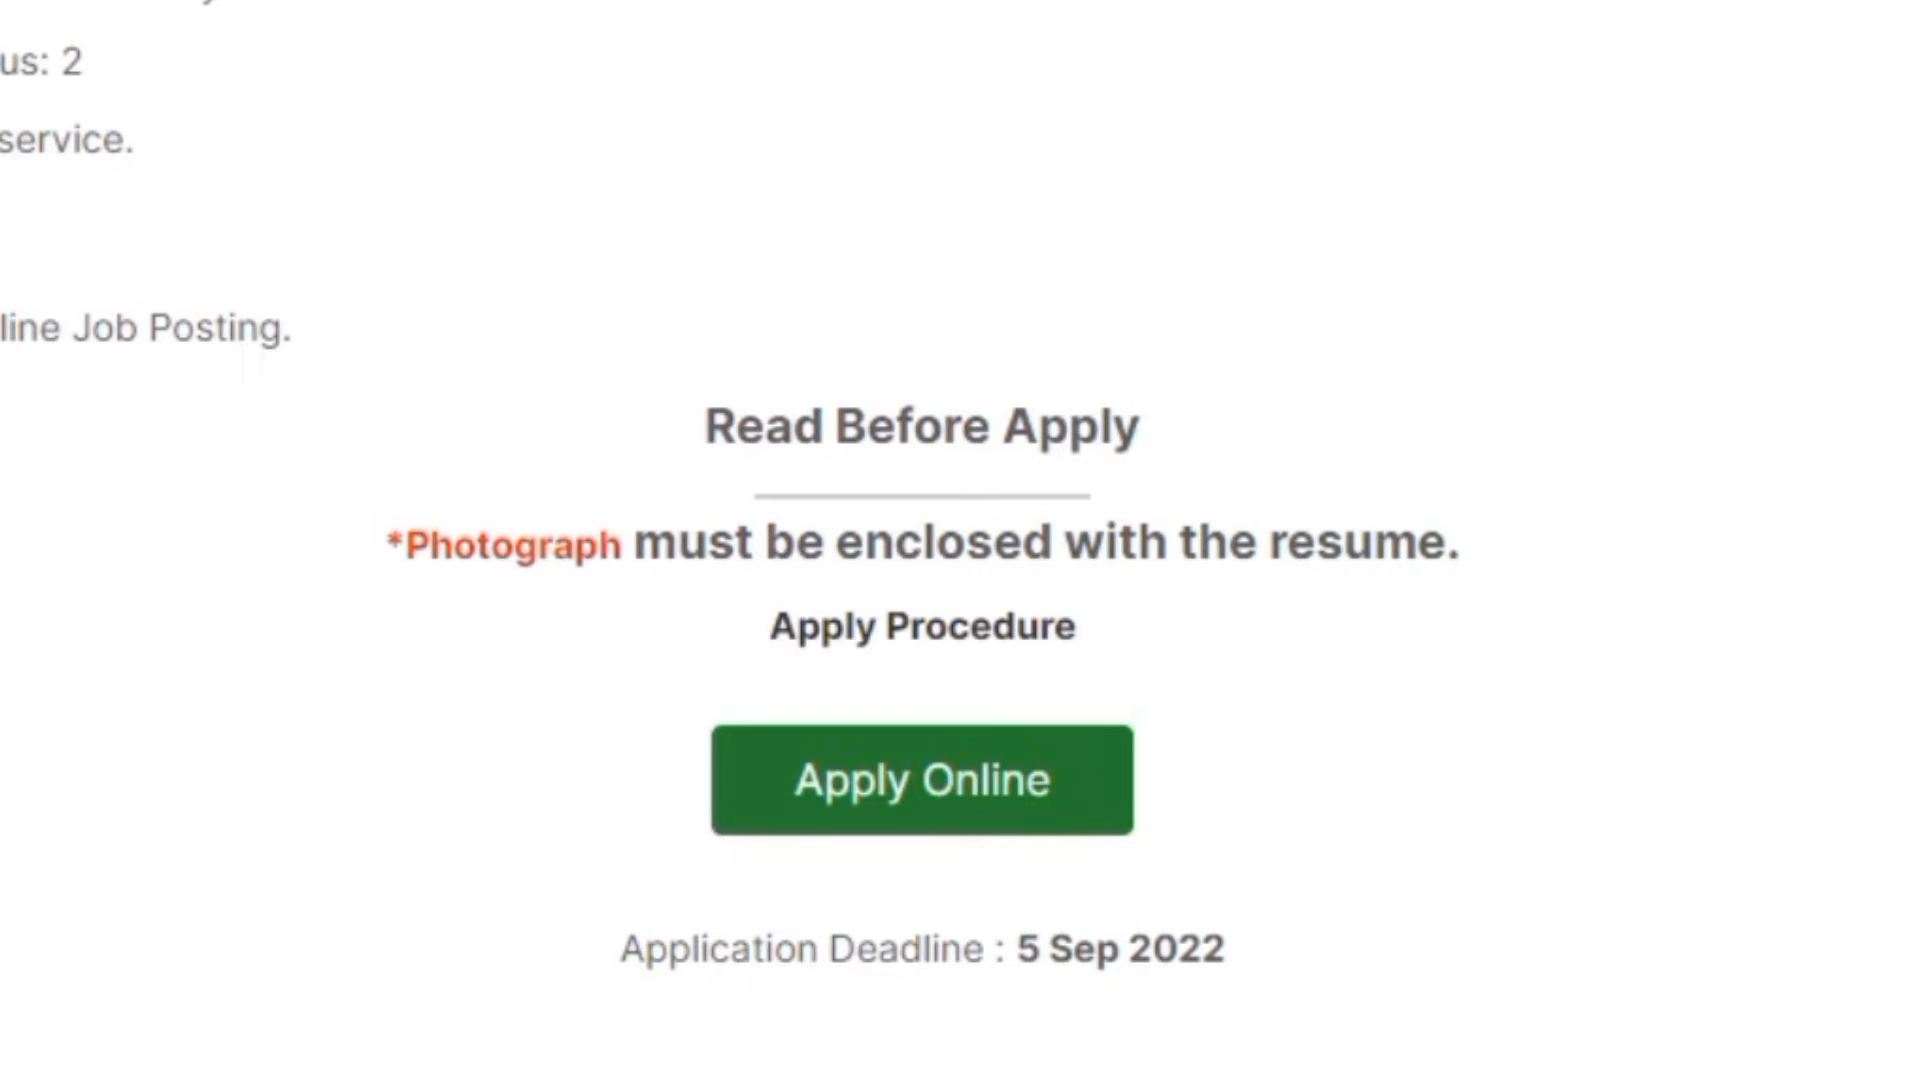 us: 2
service.
line Job Posting.
Read Before Apply
*Photograph must be enclosed with the resume.
Apply Procedure
Apply Online
Application Deadline : 5 Sep 2022